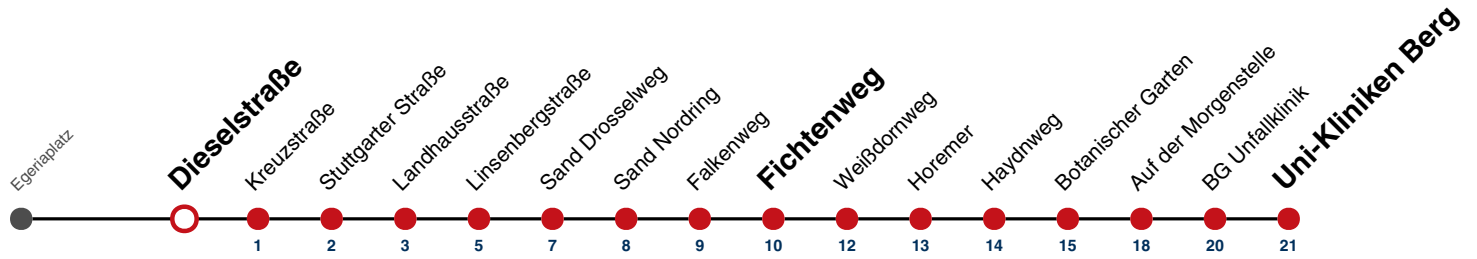 Egeriaplatz
Dieselstraße
Kreuzstraße
Stuttgarter Straße
Landhausstraße
Linsenbergstraße
Sand Drosselweg
Sand Nordring
Falkenweg
Fichtenweg
Weißdornweg
Horemer
Haydnweg
Botanischer Garten
Auf der Morgenstelle
BG Unfallklinik
Uni-Kliniken Berg
1 2 3 5 7 8 9 10 12 13 14 15 18 20 21